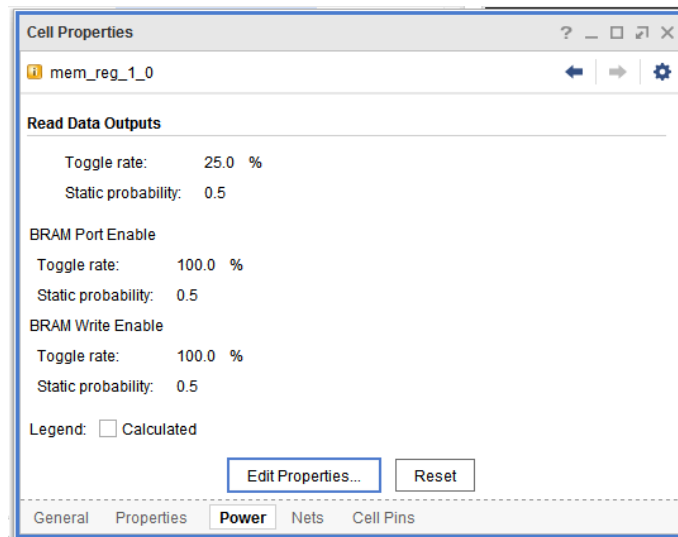 Cell Properties
mem_reg_1_0
Read Data Outputs
Toggle rate: 25.0 %
Static probability: 0.5
BRAM Port Enable
Toggle rate: 100.0 %
Static probability: 0.5
BRAM Write Enable
Toggle rate: 100.0 %
Static probability: 0.5
Legend: Calculated
Edit Properties... Reset
General Properties Power Nets Cell Pins